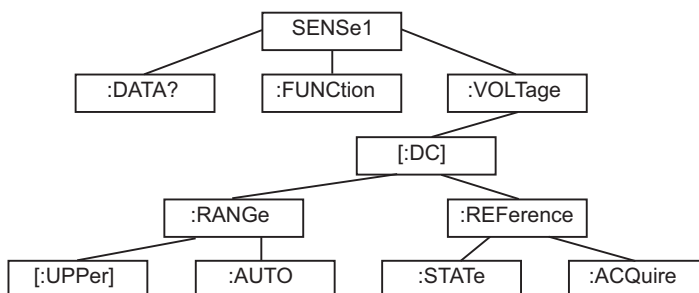 SENSe1
:DATA?
:FUNCtion
:VOLTage
[:DC]
:RANGe
:REFerence
[:UPPer]
:AUTO
:STATe
:ACQuire